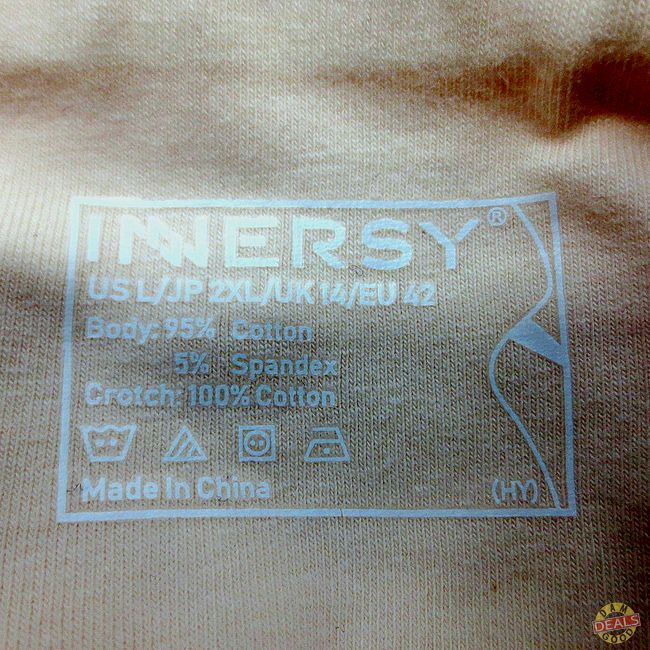 INNERSY®
US L/JP 2XL/UK 14/EU 42
Body: 95% Cotton
5% Spandex
Crotch: 100% Cotton
Made In China
(HY)
DAM
DEALS
GOOD